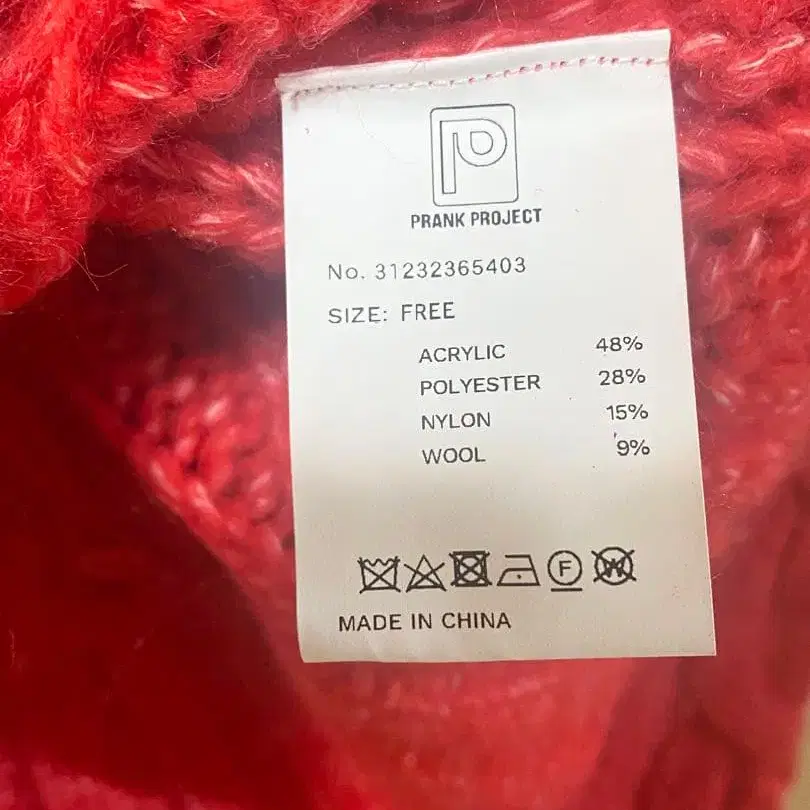 PRANK PROJECT
No. 31232365403
SIZE: FREE
ACRYLIC 48%
POLYESTER 28%
NYLON 15%
WOOL 9%
F W
MADE IN CHINA